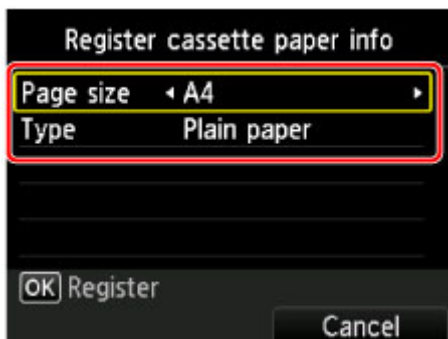 Register cassette paper info
Page size A4
Type Plain paper
OK Register
Cancel